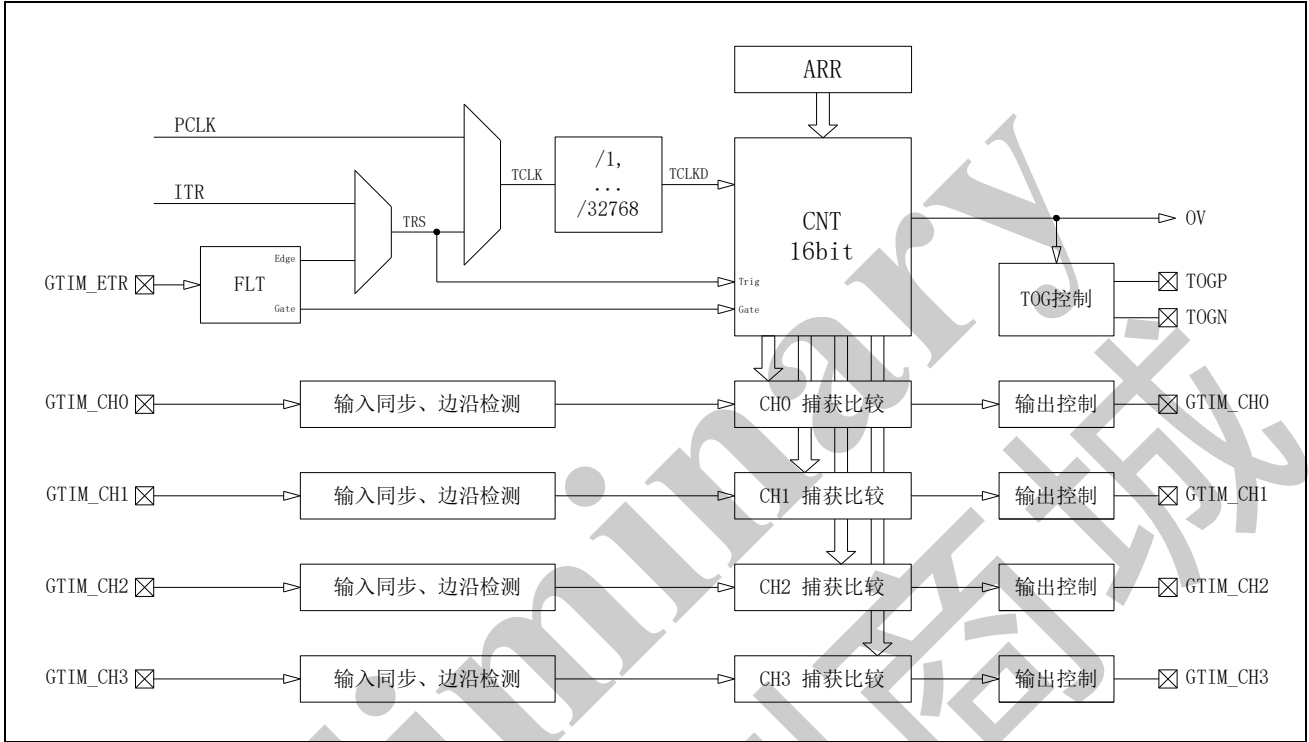 ARR
PCLK
ITR
TRS
TCLK
/1,
...
/32768
TCLKD
CNT
16bit
Trig
Gate
OV
GTIM_ETR
FLT
Edge
Gate
TOG控制
TOGP
TOGN
GTIM_CH0
输入同步、边沿检测
CH0 捕获比较
输出控制
GTIM_CH0
GTIM_CH1
输入同步、边沿检测
CH1 捕获比较
输出控制
GTIM_CH1
GTIM_CH2
输入同步、边沿检测
CH2 捕获比较
输出控制
GTIM_CH2
GTIM_CH3
输入同步、边沿检测
CH3 捕获比较
输出控制
GTIM_CH3
iminary
商城